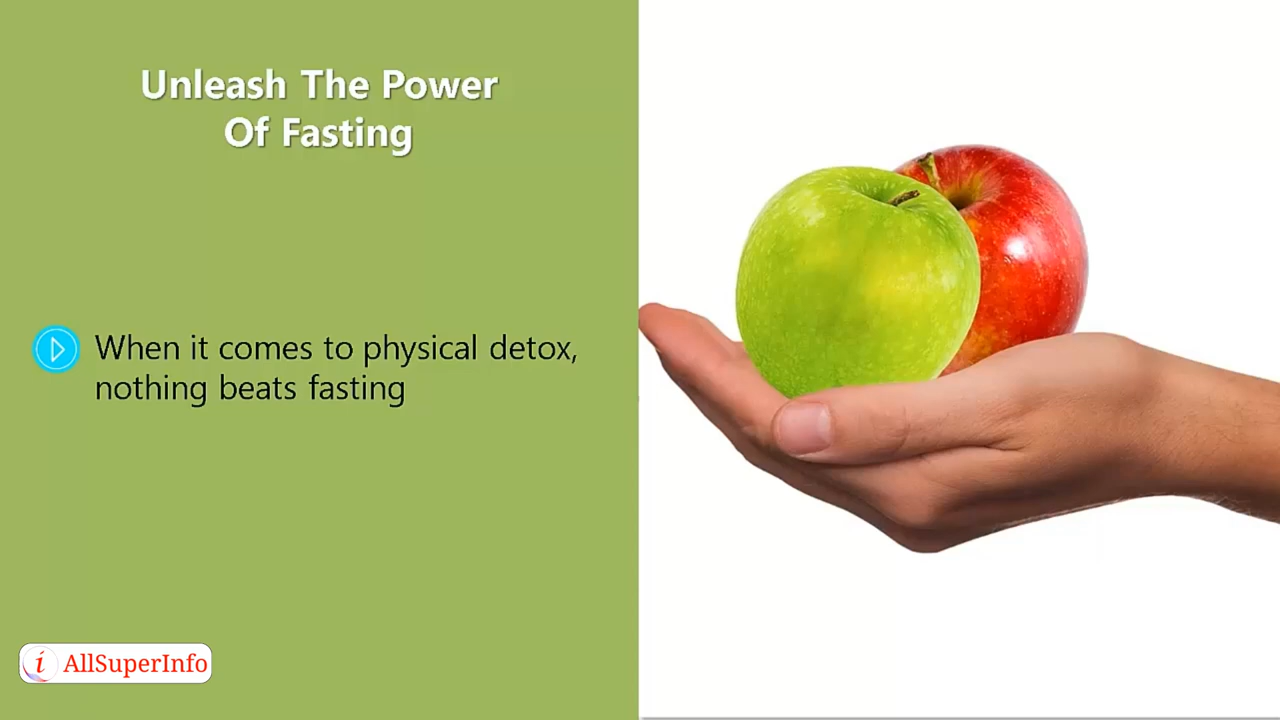 Unleash The Power
Of Fasting
When it comes to physical detox,
nothing beats fasting
i AllSuperInfo